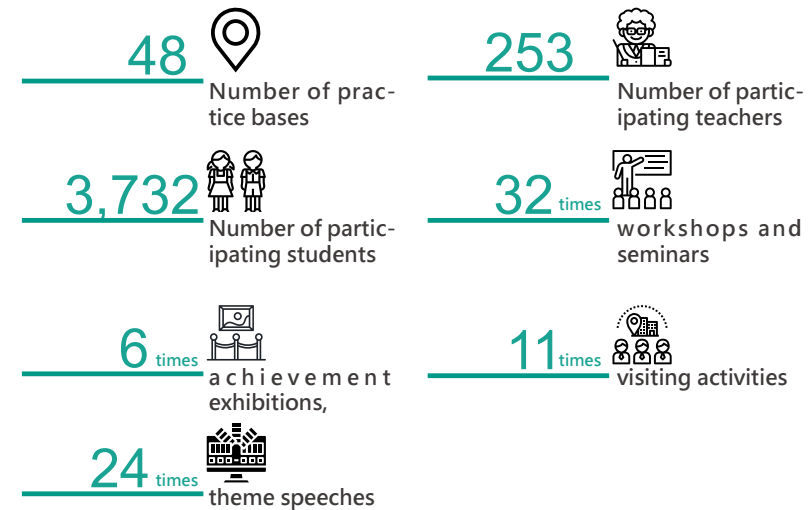 48
Number of prac-
tice bases
253
Number of partic-
ipating teachers
3,732
Number of partic-
ipating students
32 times
workshops and
seminars
6 times
achievement
exhibitions,
11 times
visiting activities
24 times
theme speeches